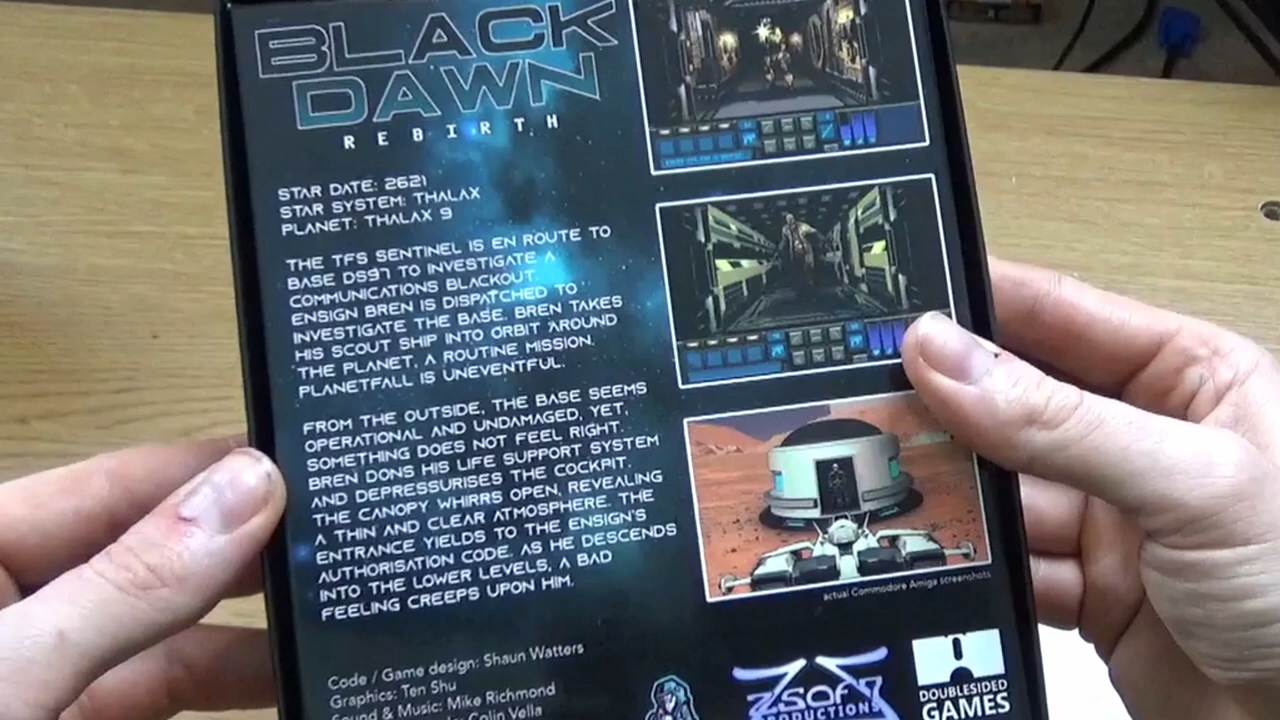 BLACK
DAWN
REBIRTH
STAR DATE: 2621
STAR SYSTEM: THALAX
PLANET: THALAX 9
THE TFS SENTINEL IS EN ROUTE TO
BASE DS97 TO INVESTIGATE A
COMMUNICATIONS BLACKOUT.
ENSIGN BREN IS DISPATCHED TO
INVESTIGATE THE BASE. BREN TAKES
HIS SCOUT SHIP INTO ORBIT AROUND
THE PLANET, A ROUTINE MISSION.
PLANETFALL IS UNEVENTFUL.
FROM THE OUTSIDE, THE BASE SEEMS
OPERATIONAL AND UNDAMAGED, YET,
SOMETHING DOES NOT FEEL RIGHT.
BREN DONS HIS LIFE SUPPORT SYSTEM
AND DEPRESSURISES THE COCKPIT.
THE CANOPY WHIRRS OPEN, REVEALING
A THIN AND CLEAR ATMOSPHERE. THE
ENTRANCE YIELDS TO THE ENSIGN'S
AUTHORISATION CODE. AS HE DESCENDS
INTO THE LOWER LEVELS, A BAD
FEELING CREEPS UPON HIM.
actual Commodore Amiga screenshots
Code / Game design: Shaun Watters
Graphics: Ten Shu
Sound & Music: Mike Richmond
Colin Vella
ZSoft
PRODUCTIONS
DOUBLESIDED
GAMES